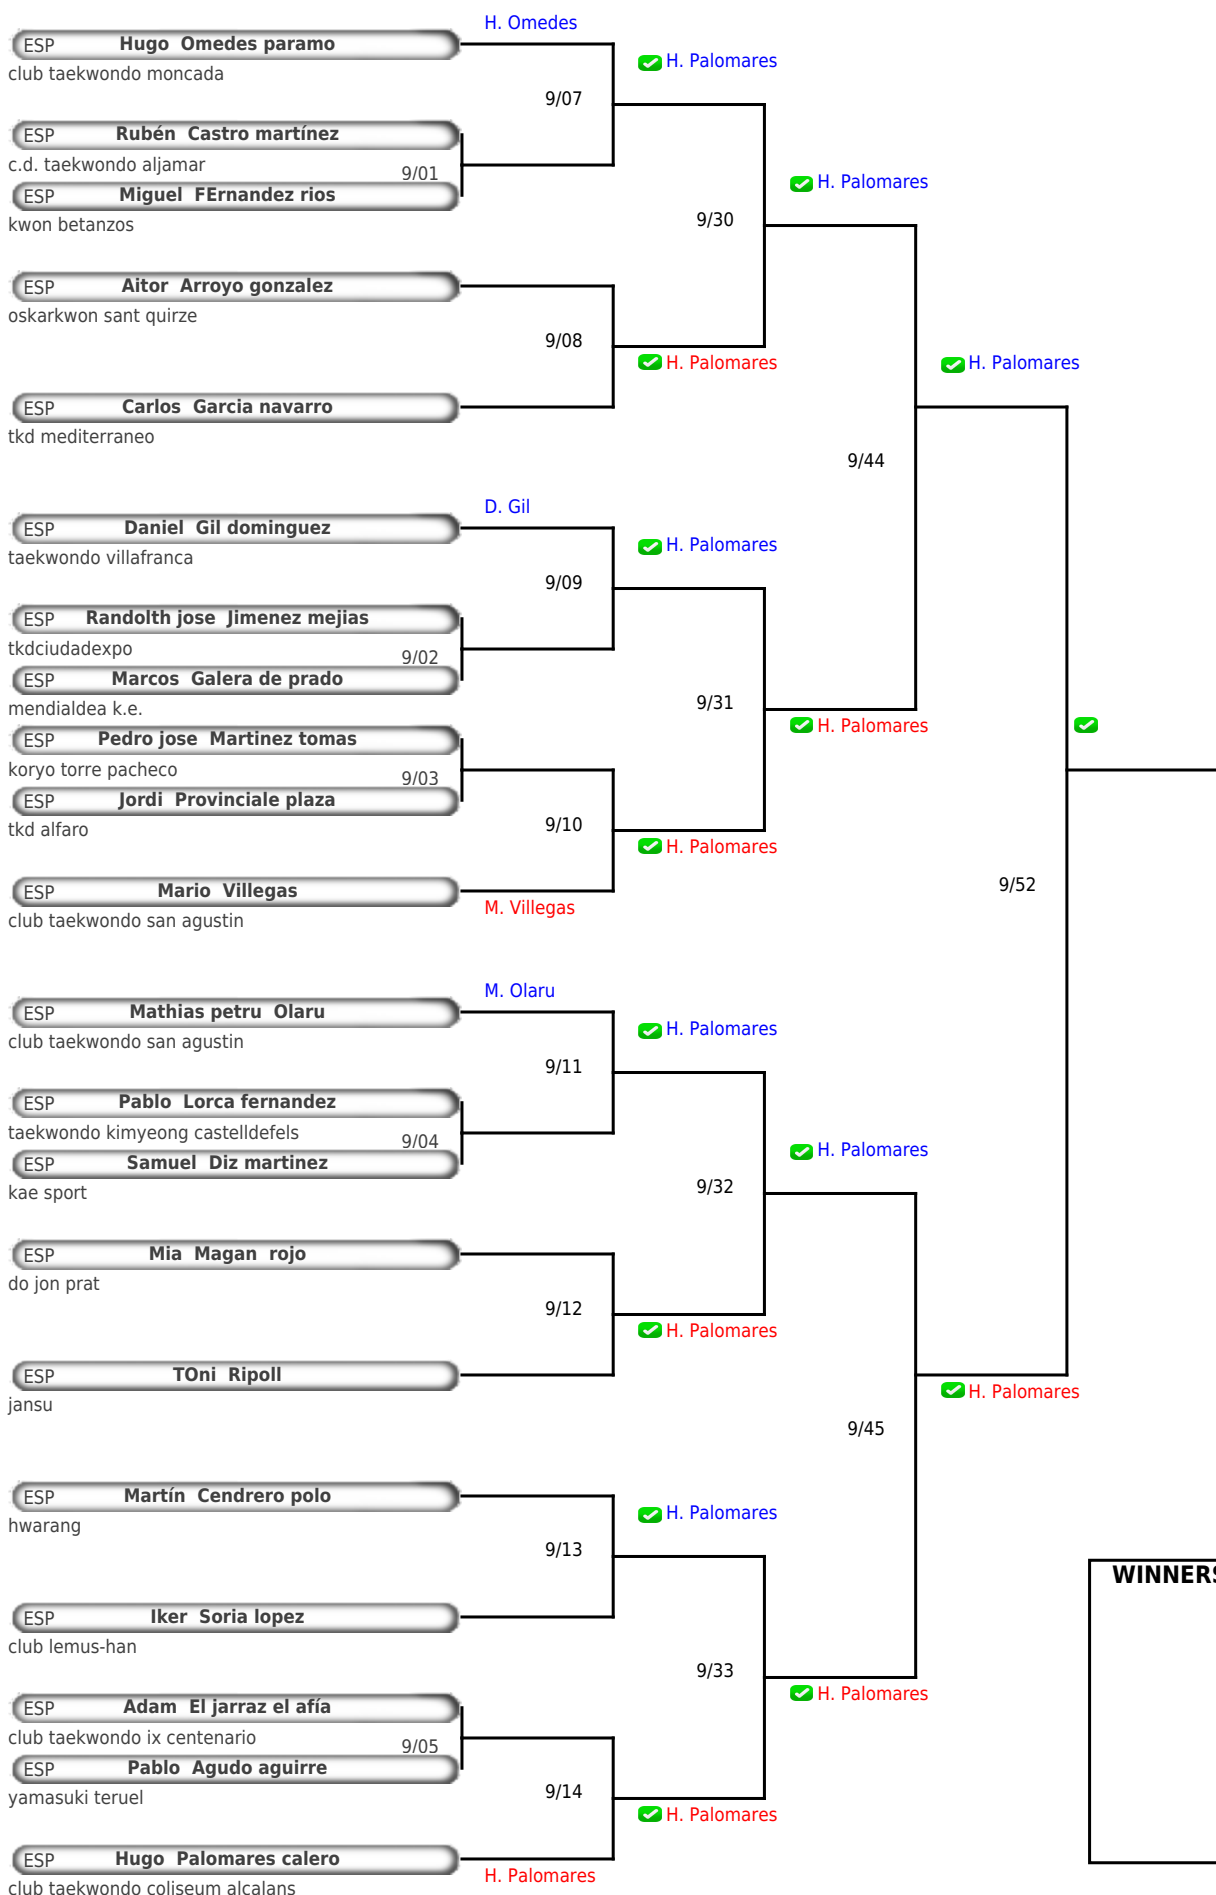 H. Omedes
ESP Hugo Omedes paramo
club taekwondo moncada
H. Palomares
9/07
ESP Rubén Castro martínez
c.d. taekwondo aljamar
9/01
ESP Miguel FErnandez rios
kwon betanzos
H. Palomares
9/30
ESP Aitor Arroyo gonzalez
oskarkwon sant quirze
9/08
H. Palomares
H. Palomares
ESP Carlos Garcia navarro
tkd mediterraneo
9/44
D. Gil
ESP Daniel Gil dominguez
taekwondo villafranca
H. Palomares
9/09
ESP Randolth jose Jimenez mejias
tkdciudadexpo
9/02
ESP Marcos Galera de prado
mendialdea k.e.
9/31
H. Palomares
ESP Pedro jose Martinez tomas
koryo torre pacheco
9/03
ESP Jordi Provinciale plaza
tkd alfaro
9/10
H. Palomares
ESP Mario Villegas
club taekwondo san agustin
M. Villegas
9/52
M. Olaru
ESP Mathias petru Olaru
club taekwondo san agustin
H. Palomares
9/11
ESP Pablo Lorca fernandez
taekwondo kimyeong castelldefels
9/04
ESP Samuel Diz martinez
kae sport
H. Palomares
9/32
ESP Mia Magan rojo
do jon prat
9/12
H. Palomares
ESP TOni Ripoll
jansu
H. Palomares
9/45
ESP Martín Cendrero polo
hwarang
H. Palomares
9/13
WINNERS
ESP Iker Soria lopez
club lemus-han
9/33
H. Palomares
ESP Adam El jarraz el afía
club taekwondo ix centenario
9/05
ESP Pablo Agudo aguirre
yamasuki teruel
9/14
H. Palomares
ESP Hugo Palomares calero
club taekwondo coliseum alcalans
H. Palomares